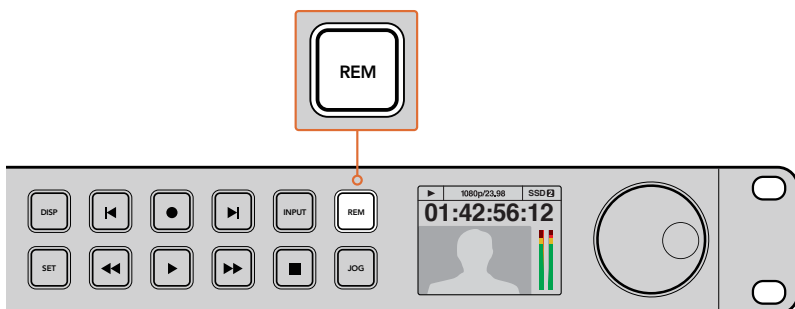 REM
DISP
INPUT
REM
1080p/23.98
SSD 2
01:42:56:12
SET
JOG